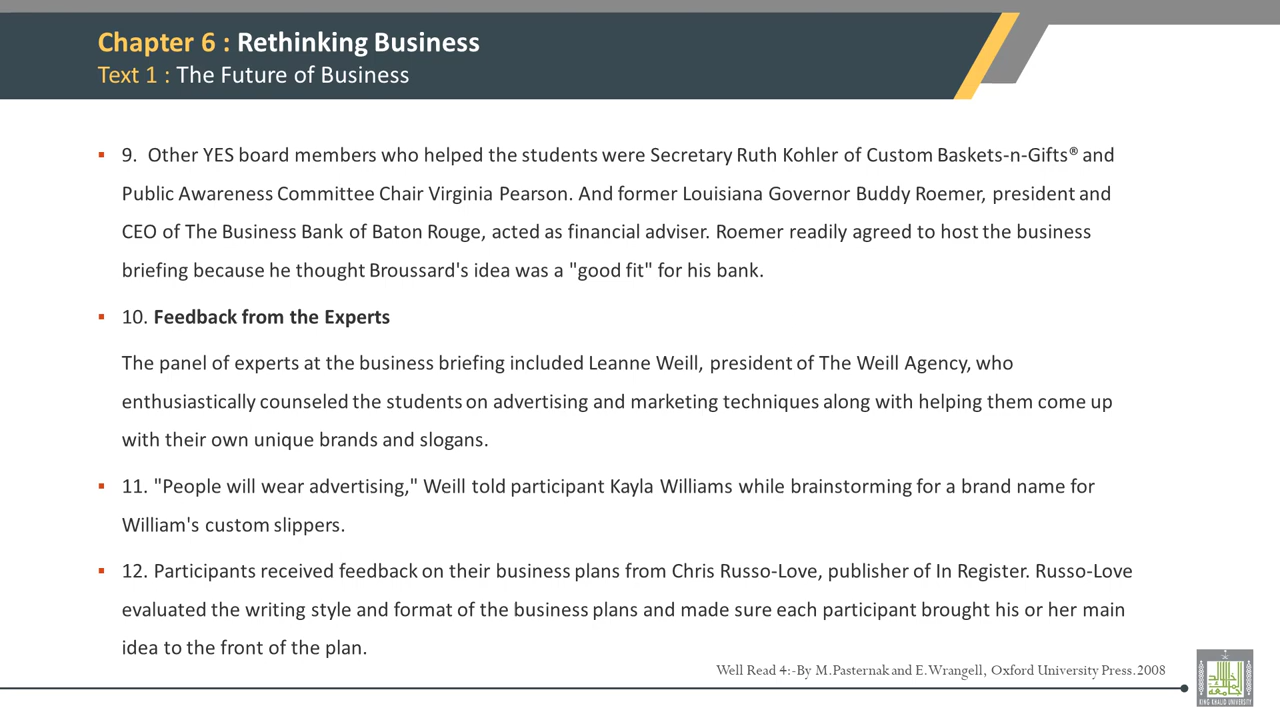 Chapter 6 : Rethinking Business
Text 1 : The Future of Business
▪ 9. Other YES board members who helped the students were Secretary Ruth Kohler of Custom Baskets-n-Gifts® and
Public Awareness Committee Chair Virginia Pearson. And former Louisiana Governor Buddy Roemer, president and
CEO of The Business Bank of Baton Rouge, acted as financial adviser. Roemer readily agreed to host the business
briefing because he thought Broussard's idea was a "good fit" for his bank.
▪ 10. Feedback from the Experts
The panel of experts at the business briefing included Leanne Weill, president of The Weill Agency, who
enthusiastically counseled the students on advertising and marketing techniques along with helping them come up
with their own unique brands and slogans.
▪ 11. "People will wear advertising," Weill told participant Kayla Williams while brainstorming for a brand name for
William's custom slippers.
▪ 12. Participants received feedback on their business plans from Chris Russo-Love, publisher of In Register. Russo-Love
evaluated the writing style and format of the business plans and made sure each participant brought his or her main
idea to the front of the plan.
Well Read 4:-By M.Pasternak and E.Wrangell, Oxford University Press.2008
KING KHALID UNIVERSITY